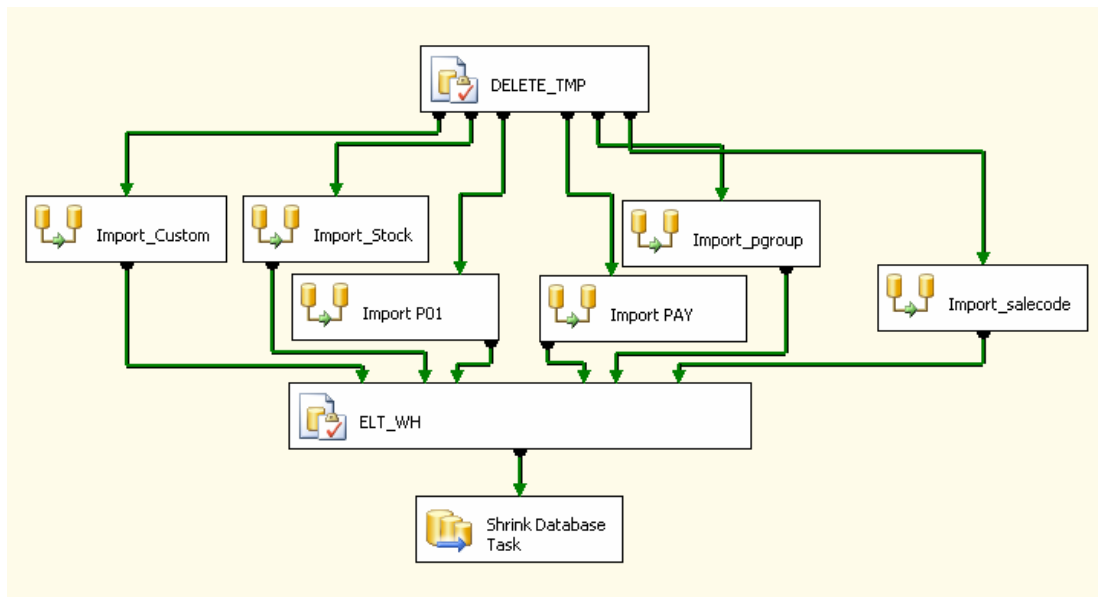 DELETE_TMP
Import_Custom
Import_Stock
Import_pgroup
Import P01
Import PAY
Import_salecode
ELT_WH
Shrink Database
Task